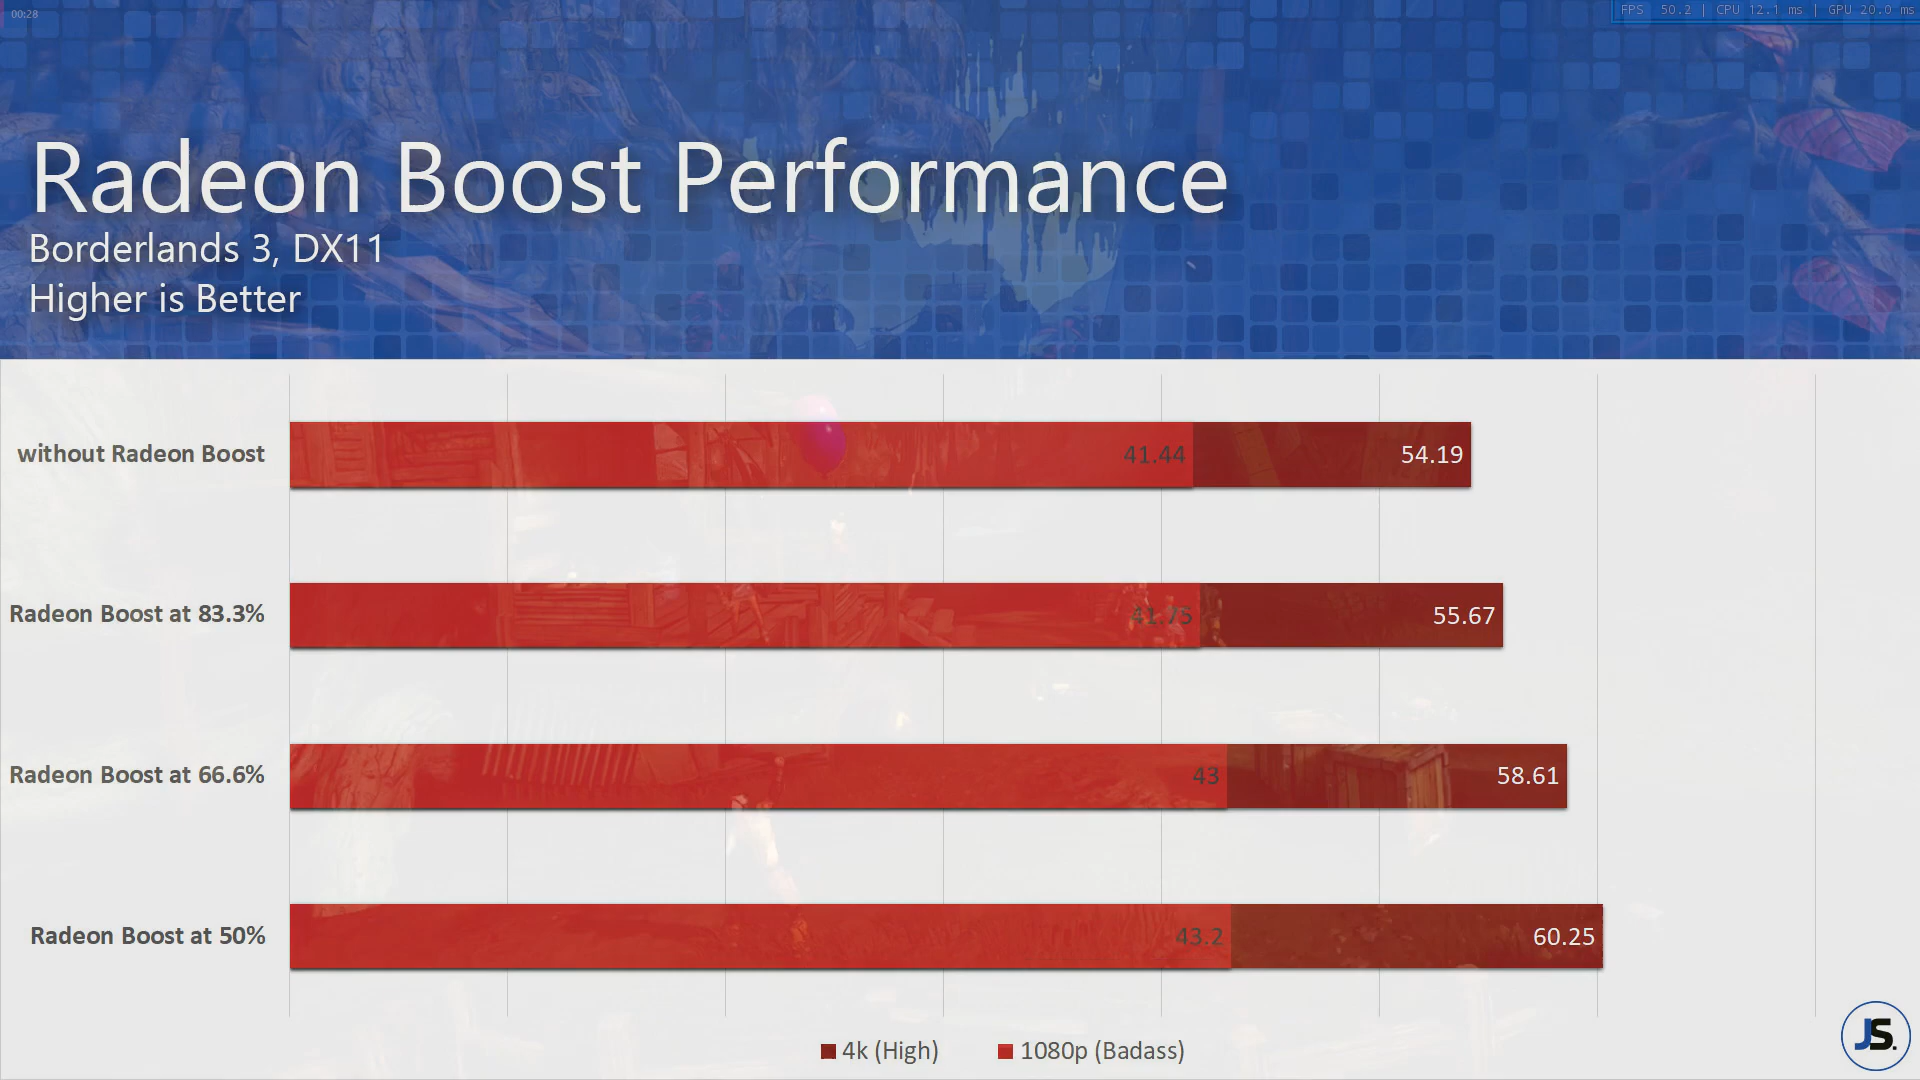 00:28
FPS 50.2 | CPU 12.1 ms | GPU 20.0 ms
Radeon Boost Performance
Borderlands 3, DX11
Higher is Better
without Radeon Boost
41.44
54.19
Radeon Boost at 83.3%
41.75
55.67
Radeon Boost at 66.6%
43
58.61
Radeon Boost at 50%
43.2
60.25
4k (High)
1080p (Badass)
JS.